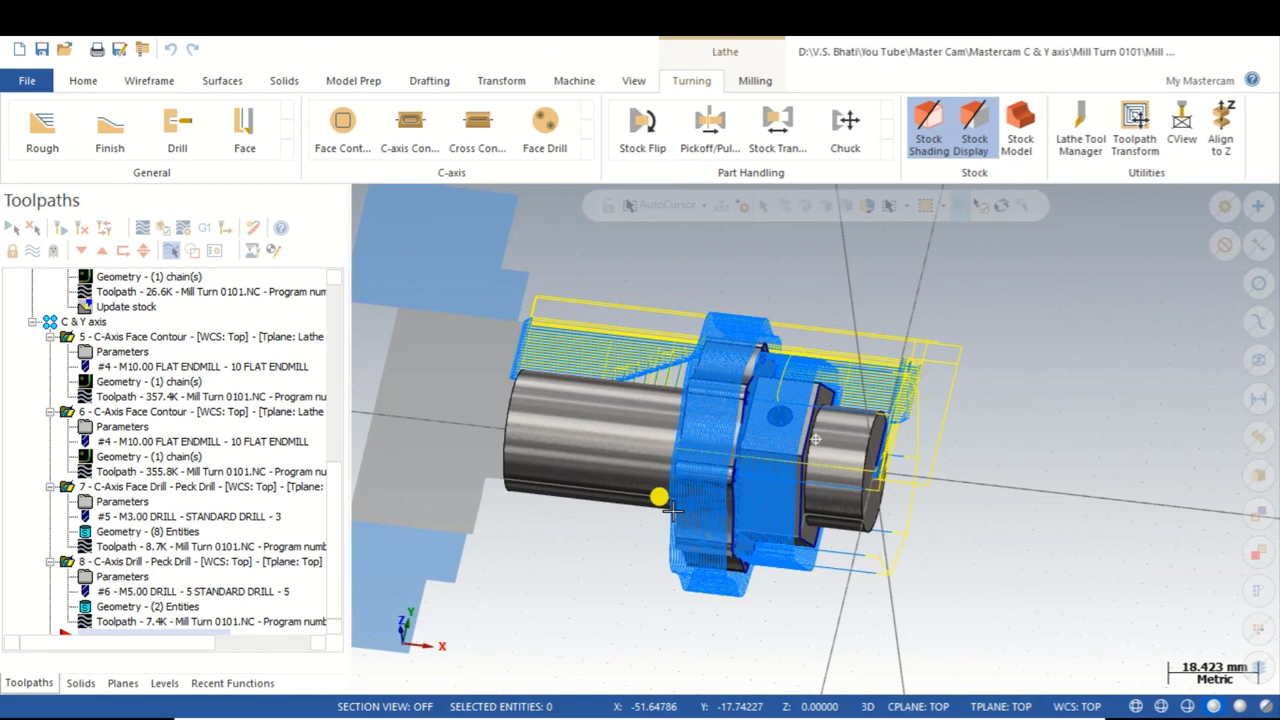 Lathe
D:\V.S. Bhati\You Tube\Master Cam\Mastercam C & Y axis\Mill Turn 0101\Mill ...
File Home Wireframe Surfaces Solids Model Prep Drafting Transform Machine View Turning Milling My Mastercam
Rough Finish Drill Face
General
Face Cont... C-axis Con... Cross Con... Face Drill
C-axis
Stock Flip Pickoff/Pul... Stock Tran... Chuck
Part Handling
Stock Shading
Stock Display
Stock Model
Stock
Lathe Tool Manager
Toolpath Transform
CView
Align to Z
Utilities
Toolpaths
G1
AutoCursor
Geometry - (1) chain(s)
Toolpath - 26.6K - Mill Turn 0101.NC - Program num
Update stock
C & Y axis
5 - C-Axis Face Contour - [WCS: Top] - [Tplane: Lathe
Parameters
#4 - M10.00 FLAT ENDMILL - 10 FLAT ENDMILL
Geometry - (1) chain(s)
Toolpath - 357.4K - Mill Turn 0101.NC - Program nu
6 - C-Axis Face Contour - [WCS: Top] - [Tplane: Lathe
Parameters
#4 - M10.00 FLAT ENDMILL - 10 FLAT ENDMILL
Geometry - (1) chain(s)
Toolpath - 355.8K - Mill Turn 0101.NC - Program nu
7 - C-Axis Face Drill - Peck Drill - [WCS: Top] - [Tplane:
Parameters
#5 - M3.00 DRILL - STANDARD DRILL - 3
Geometry - (8) Entities
Toolpath - 8.7K - Mill Turn 0101.NC - Program numb
8 - C-Axis Drill - Peck Drill - [WCS: Top] - [Tplane: Top]
Parameters
#6 - M5.00 DRILL - 5 STANDARD DRILL - 5
Geometry - (2) Entities
Toolpath - 7.4K - Mill Turn 0101.NC - Program numb
Z Y X
18.423 mm
Metric
Toolpaths Solids Planes Levels Recent Functions
SECTION VIEW: OFF SELECTED ENTITIES: 0 X: -51.64786 Y: -17.74227 Z: 0.00000 3D CPLANE: TOP TPLANE: TOP WCS: TOP